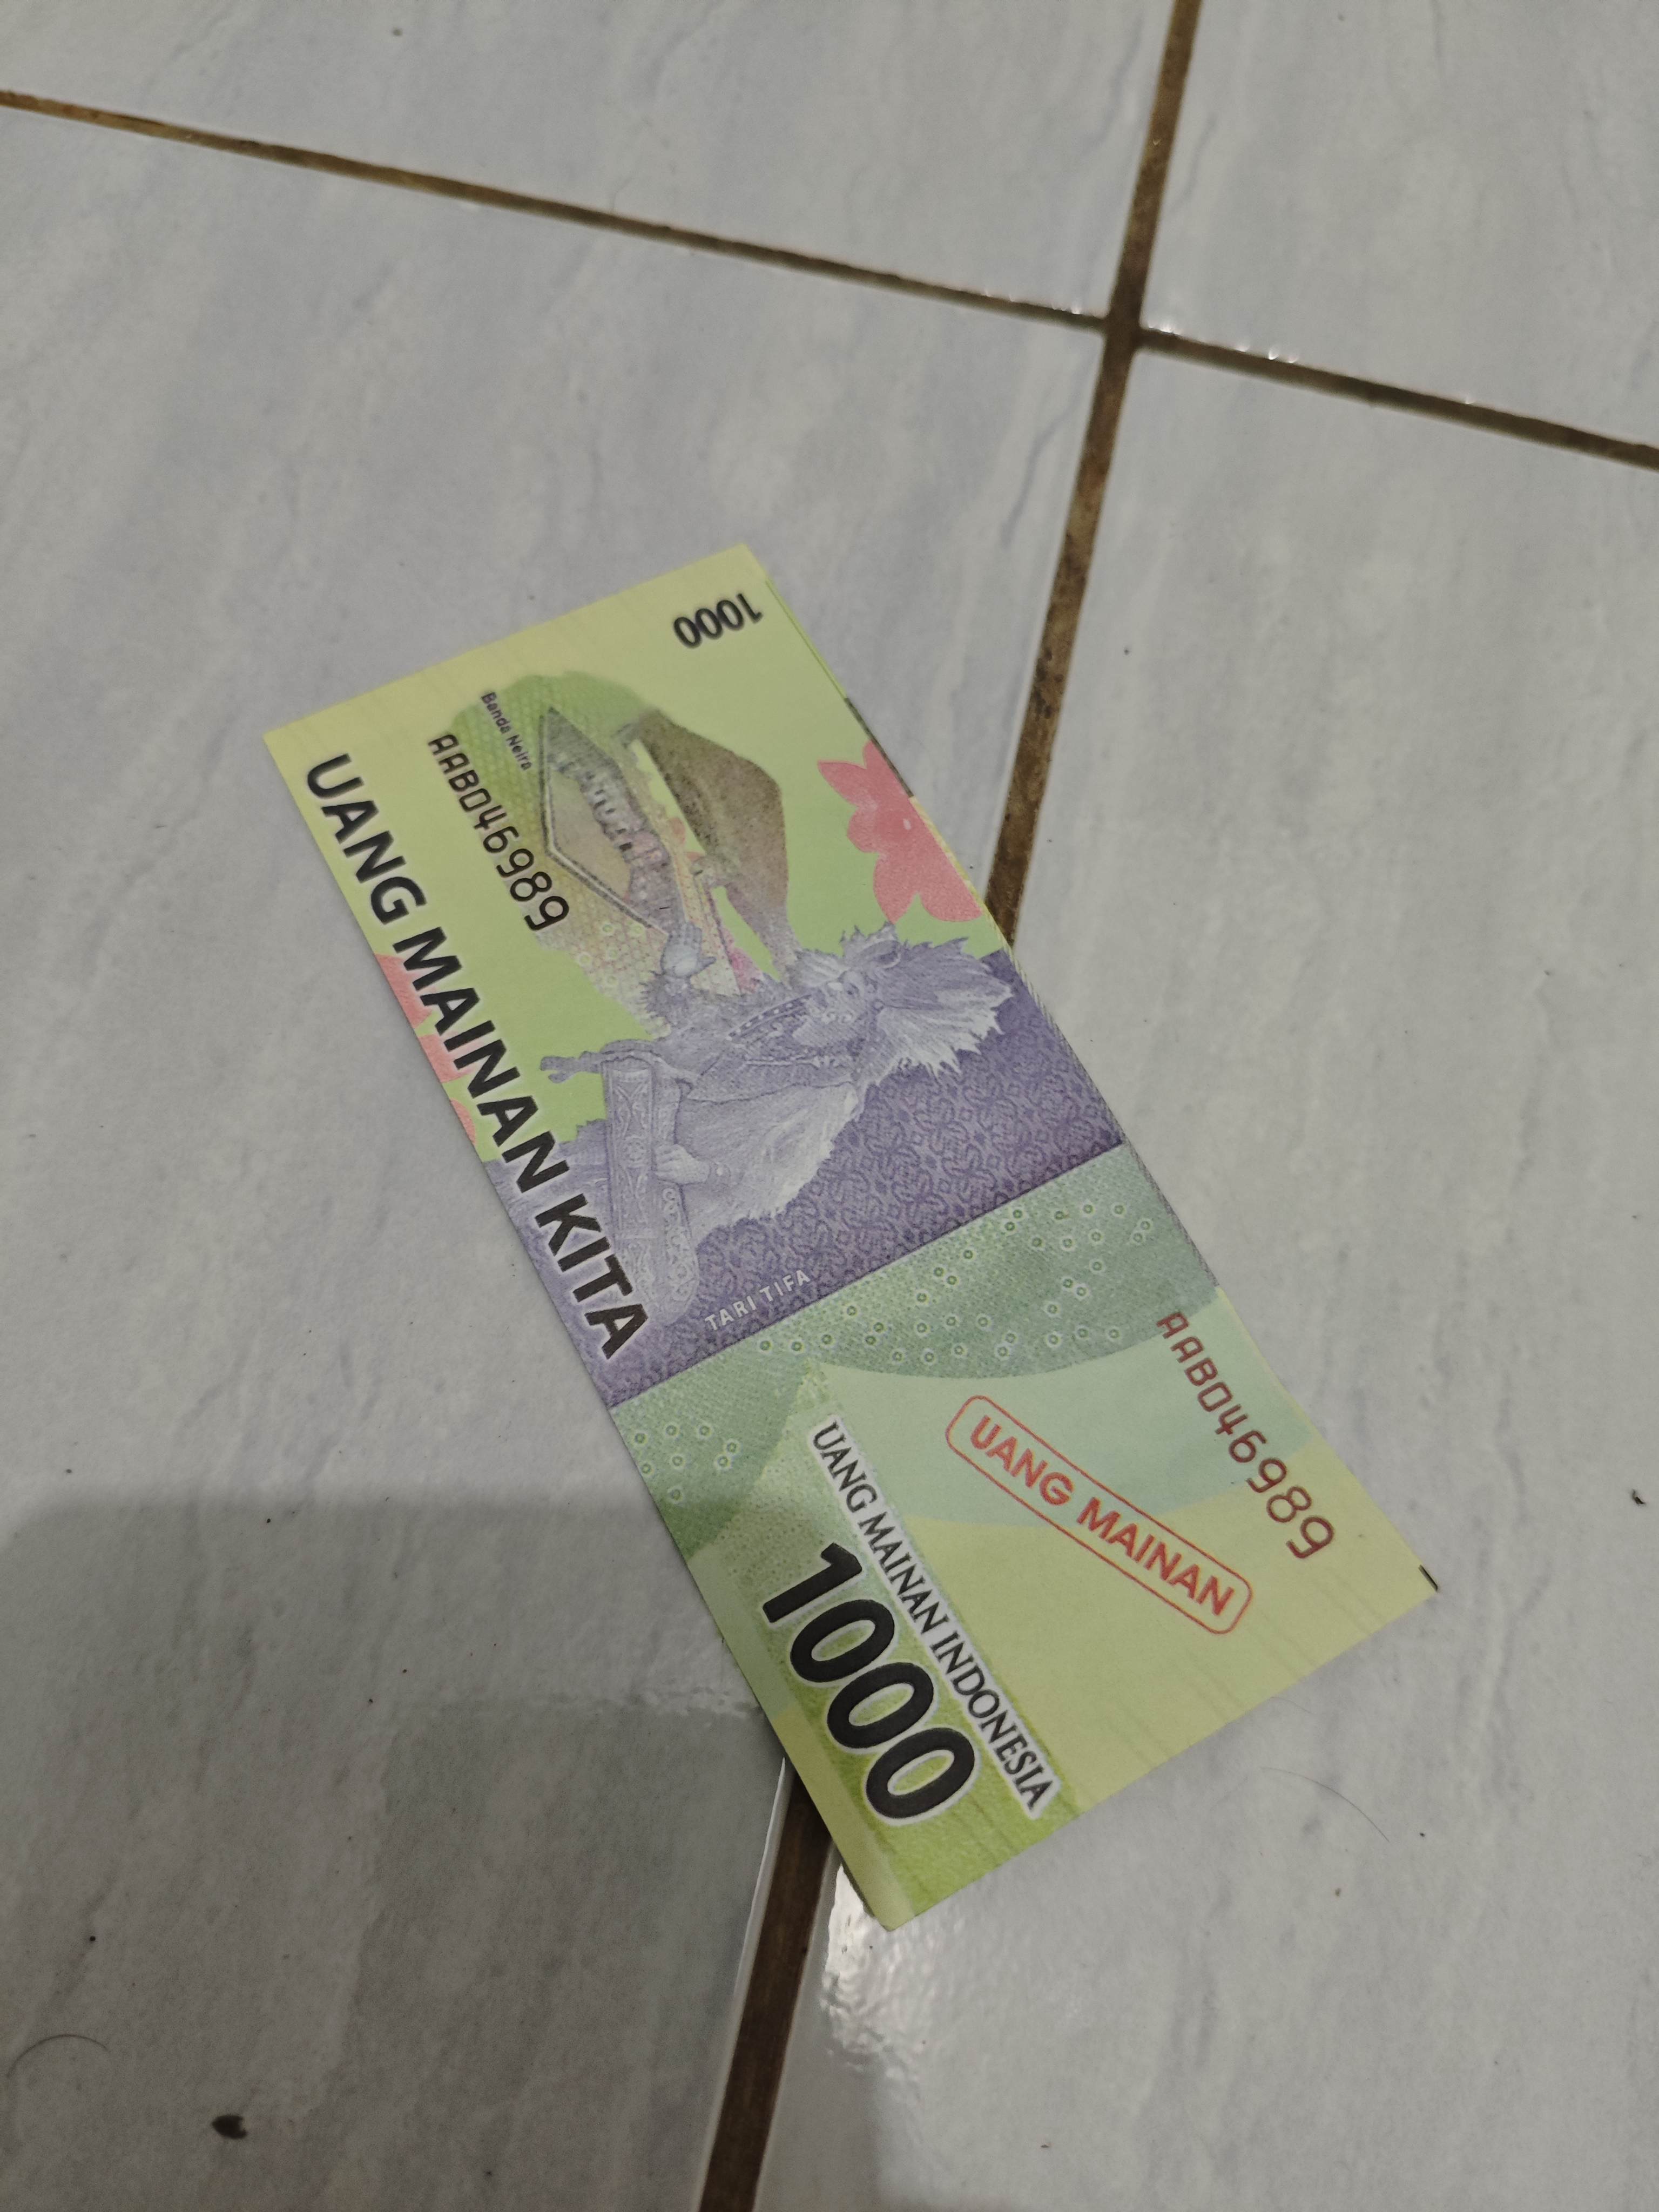 1000
Banda Neira
AAB046989
UANG MAINAN KITA
TARI TIFA
AAB046989
UANG MAINAN
UANG MAINAN INDONESIA
1000